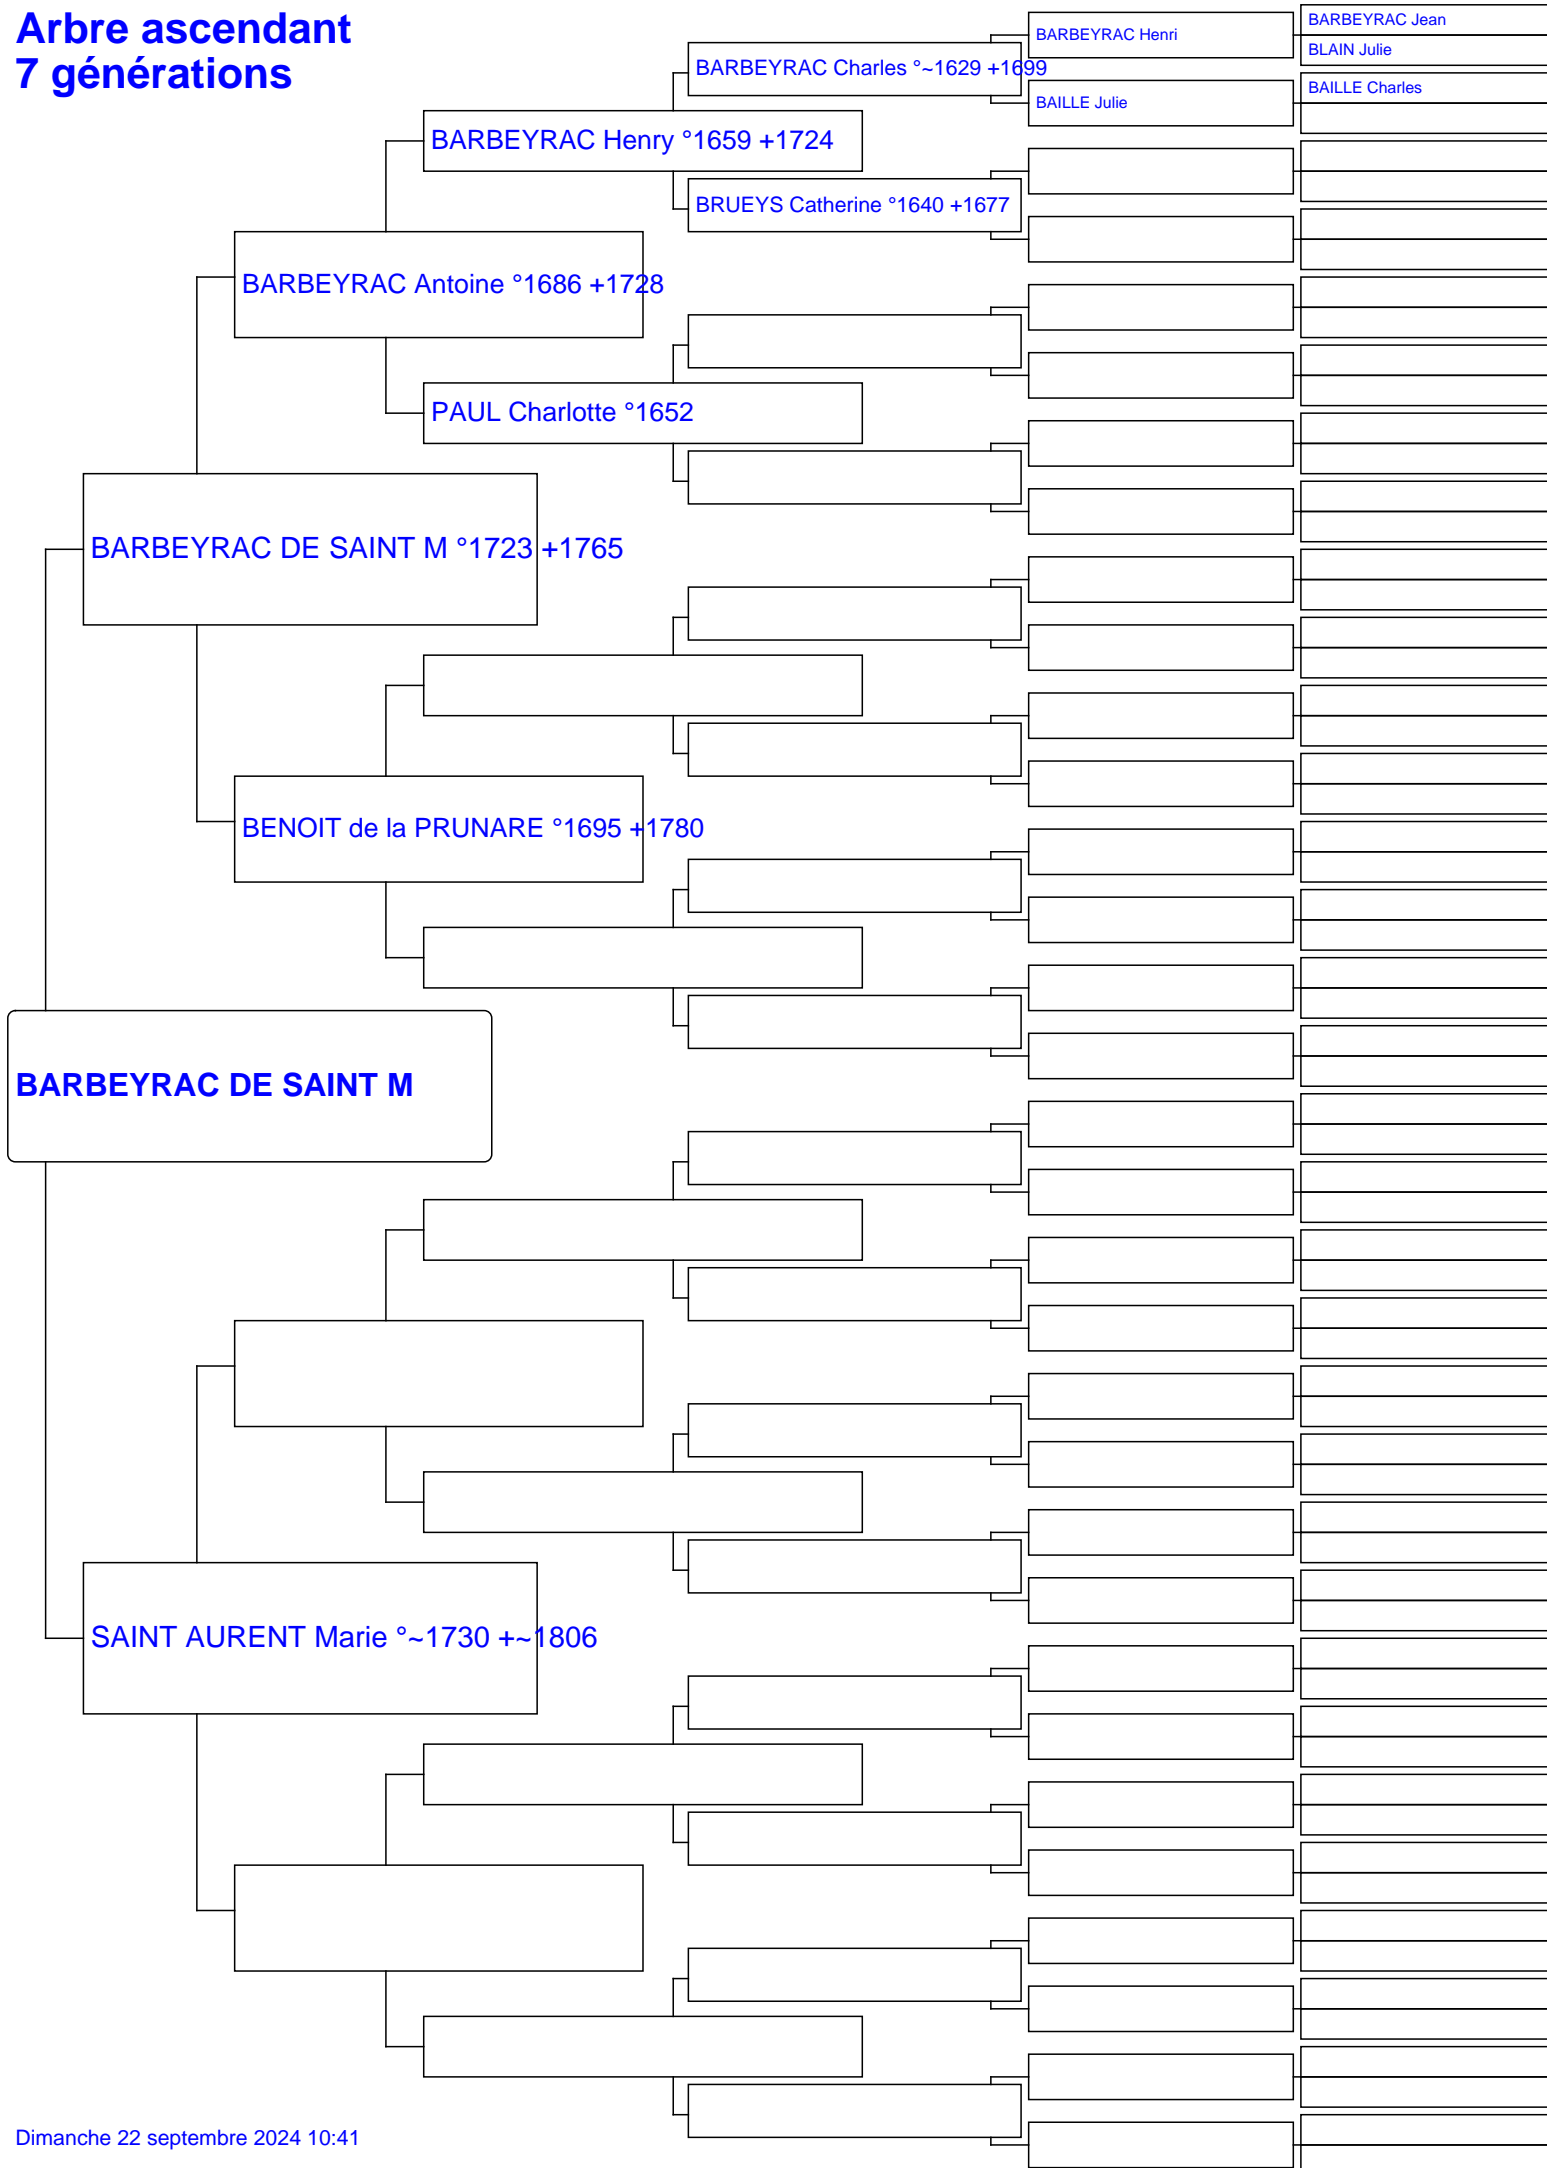 Arbre ascendant
7 générations
BARBEYRAC Jean
BARBEYRAC Henri
BLAIN Julie
BARBEYRAC Charles °~1629 +1699
BAILLE Charles
BAILLE Julie
BARBEYRAC Henry °1659 +1724
BRUEYS Catherine °1640 +1677
BARBEYRAC Antoine °1686 +1728
PAUL Charlotte °1652
BARBEYRAC DE SAINT M °1723 +1765
BENOIT de la PRUNARE °1695 +1780
BARBEYRAC DE SAINT M
SAINT AURENT Marie °~1730 +~1806
Dimanche 22 septembre 2024 10:41